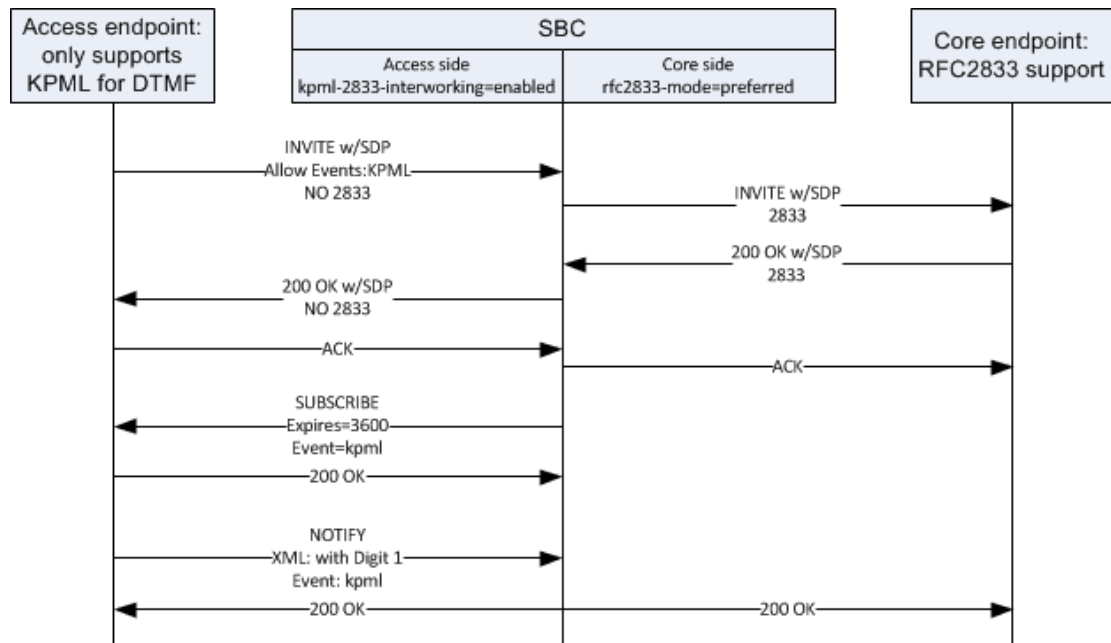 Access endpoint:
only supports
KPML for DTMF
SBC
Access side
kpml-2833-interworking=enabled
Core side
rfc2833-mode=preferred
Core endpoint:
RFC2833 support
INVITE w/SDP
Allow Events:KPML
NO 2833
INVITE w/SDP
2833
200 OK w/SDP
2833
200 OK w/SDP
NO 2833
ACK
ACK
SUBSCRIBE
Expires=3600
Event=kpml
200 OK
NOTIFY
XML: with Digit 1
Event: kpml
200 OK
200 OK